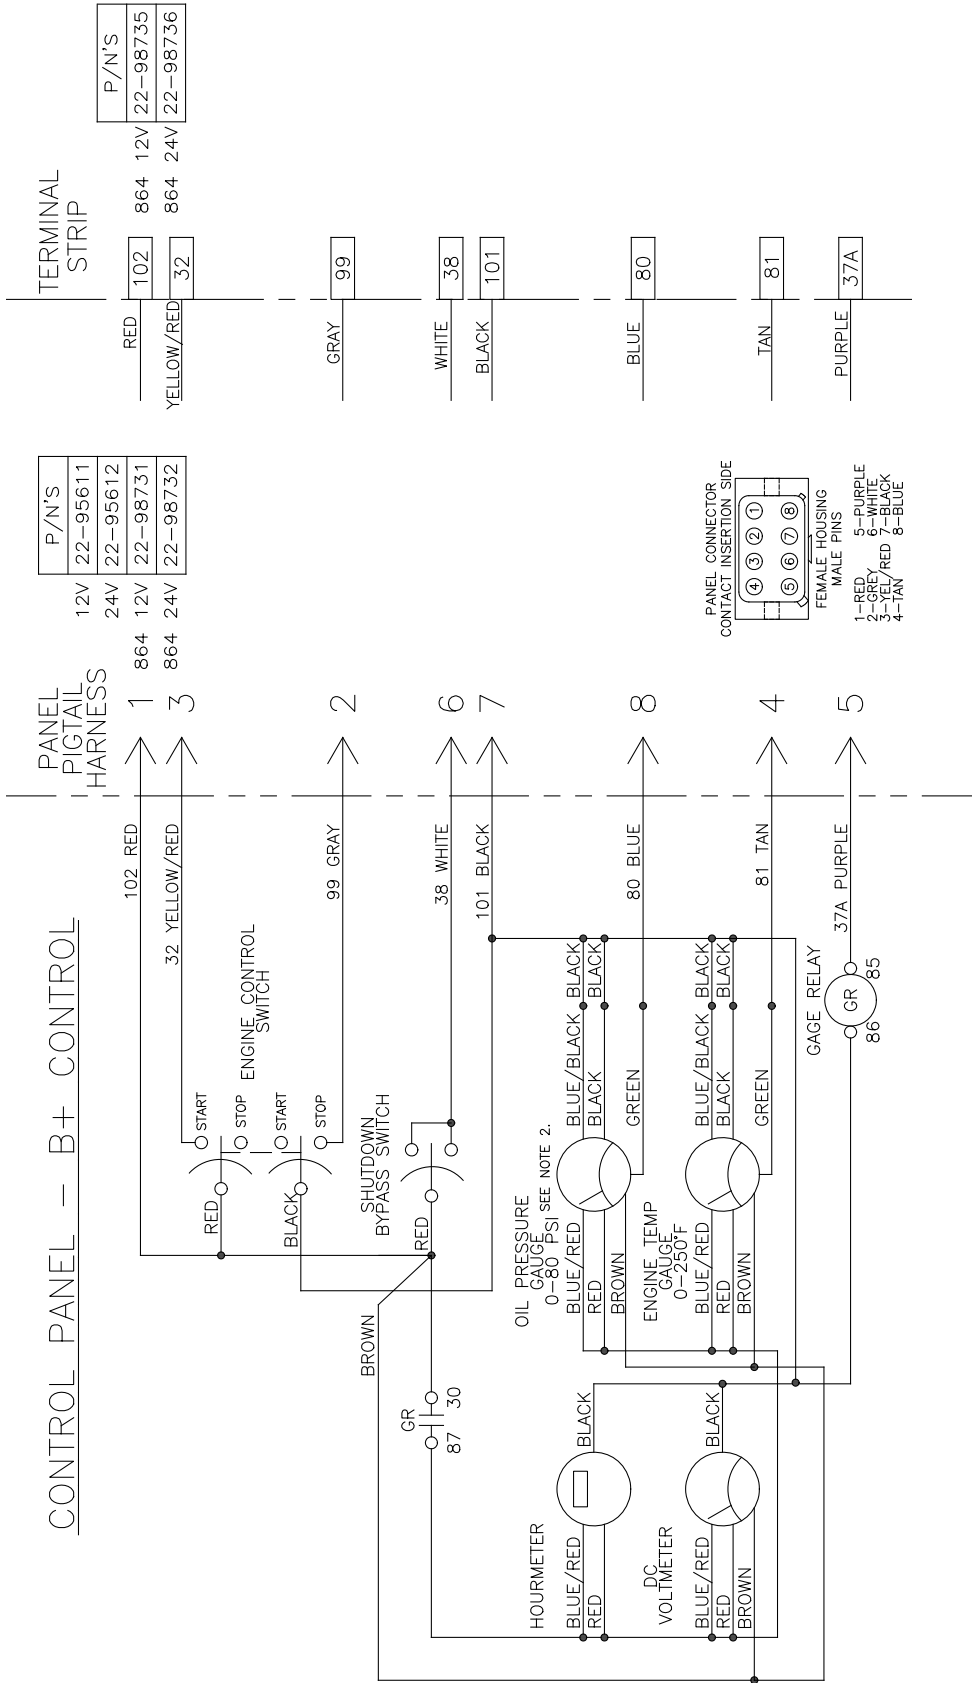 CONTROL PANEL - B+ CONTROL
PANEL
PIGTAIL
HARNESS
P/N'S
12V 22-95611
24V 22-95612
864 12V 22-98731
864 24V 22-98732
TERMINAL
STRIP
P/N'S
864 12V 22-98735
864 24V 22-98736
102 RED
1
RED
102
32 YELLOW/RED
3
YELLOW/RED
32
START
STOP
START
STOP
ENGINE CONTROL
SWITCH
RED
BLACK
99 GRAY
2
GRAY
99
SHUTDOWN
BYPASS SWITCH
RED
38 WHITE
6
WHITE
38
101 BLACK
7
BLACK
101
BROWN
GR
87 30
OIL PRESSURE
GAUGE
0-80 PSI SEE NOTE 2.
BLUE/RED
RED
BROWN
BLUE/BLACK
BLACK
GREEN
BLACK
BLACK
80 BLUE
8
BLUE
80
ENGINE TEMP
GAUGE
0-250°F
BLUE/RED
RED
BROWN
BLUE/BLACK
BLACK
GREEN
BLACK
BLACK
81 TAN
4
TAN
81
HOURMETER
BLUE/RED
RED
BLACK
DC
VOLTMETER
BLUE/RED
RED
BROWN
BLACK
GAGE RELAY
86
GR
85
37A PURPLE
5
PURPLE
37A
PANEL CONNECTOR
CONTACT INSERTION SIDE
4 3 2 1
5 6 7 8
FEMALE HOUSING
MALE PINS
1-RED 5-PURPLE
2-GREY 6-WHITE
3-YEL/RED 7-BLACK
4-TAN 8-BLUE